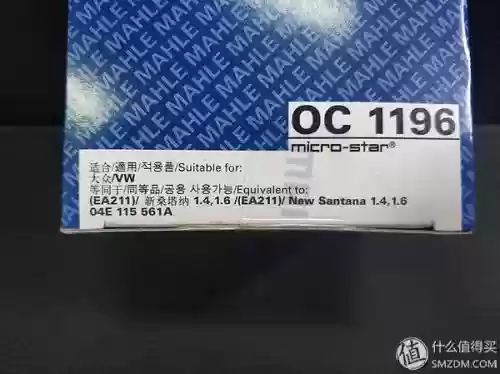 MAHLE MAHLE MAHLE MAHLE
OC 1196
micro-star®
适合/適用/적용품/Suitable for:
大众/VW
等同于/同等品/공용 사용가능/Equivalent to:
(EA211)/ 新桑塔纳 1.4,1.6 /(EA211)/ New Santana 1.4,1.6
04E 115 561A
值 什么值得买
SMZDM.COM